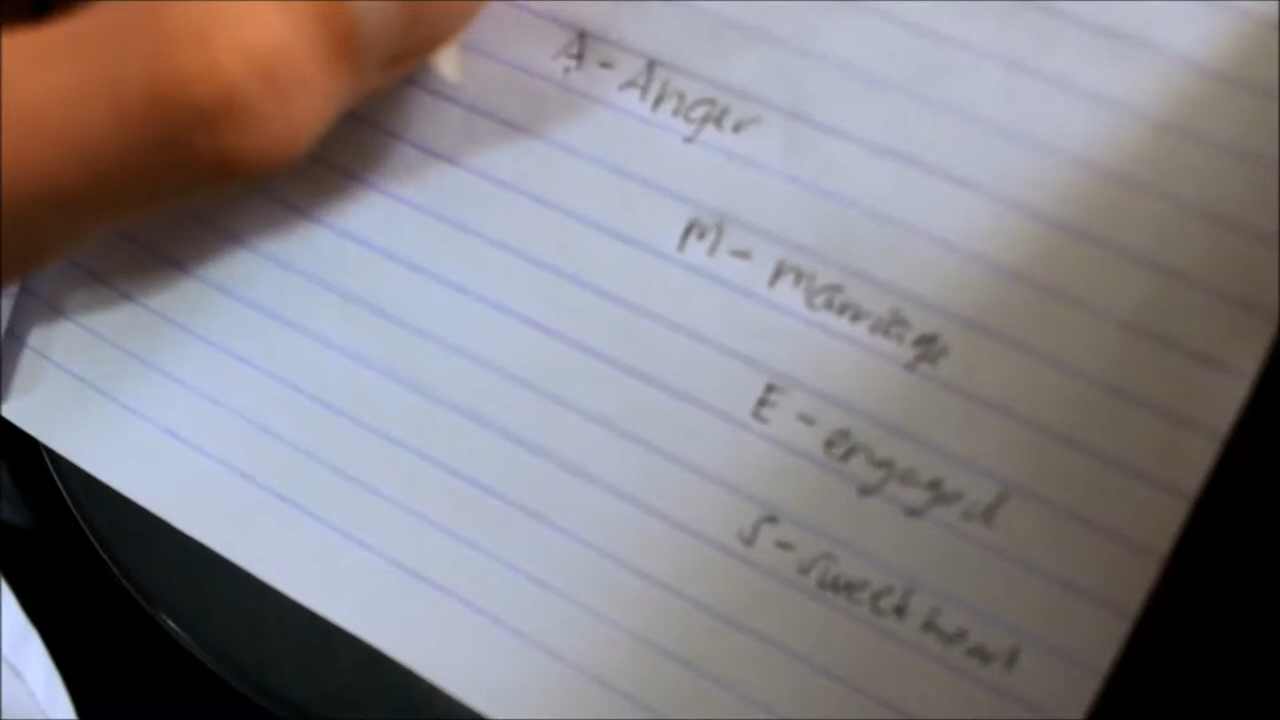 A - Anger
M - marriage
E - engaged
S - sweetheart